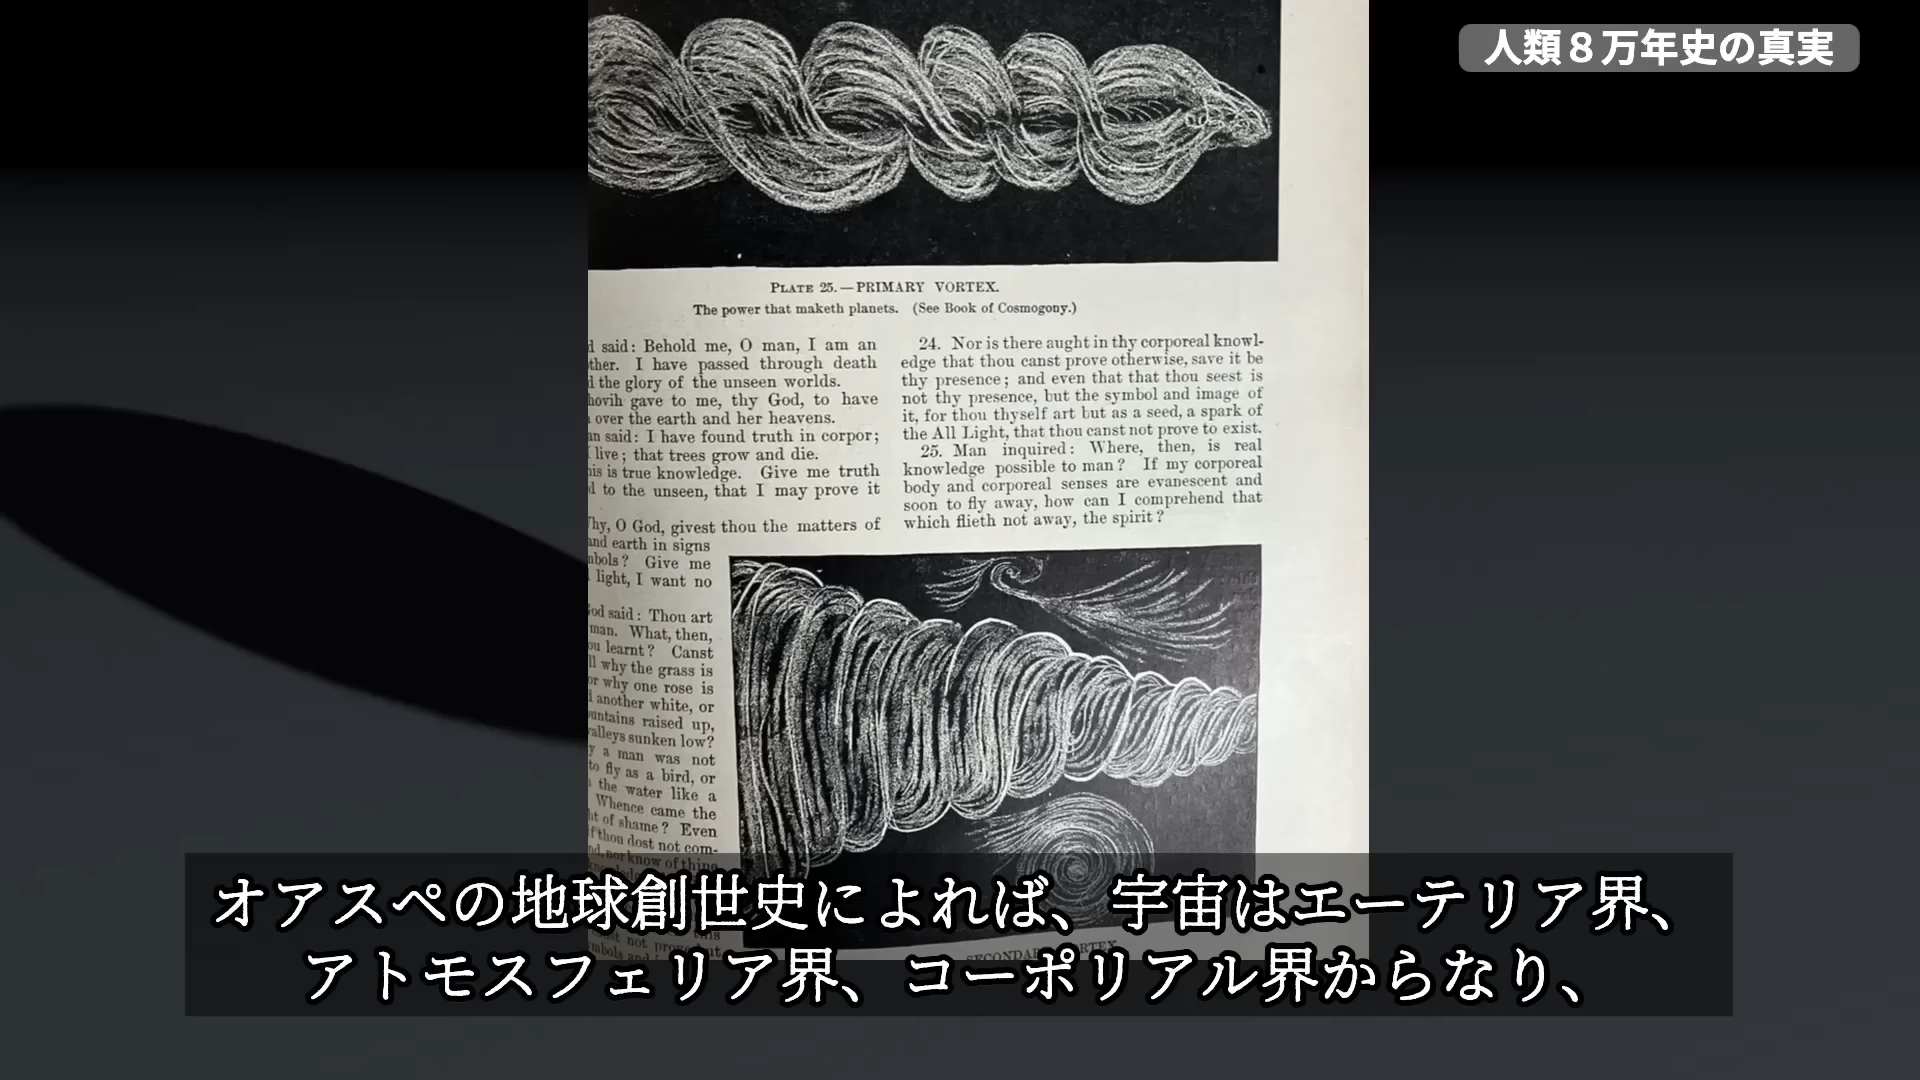 人類８万年史の真実
PLATE 25.—PRIMARY VORTEX.
The power that maketh planets. (See Book of Cosmogony.)
said: Behold me, O man, I am an
I have passed through death
the glory of the unseen worlds.
gave to me, thy God, to have
over the earth and her heavens.
said: I have found truth in corpor;
live; that trees grow and die.
is true knowledge. Give me truth
to the unseen, that I may prove it
O God, givest thou the matters of
and earth in signs
Give me
light, I want no
said: Thou art
man. What, then,
learnt? Canst
why the grass is
why one rose is
another white, or
raised up,
valleys sunken low?
a man was not
to fly as a bird, or
the water like a
Whence came the
of shame? Even
thou dost not com-
nor know of
24. Nor is there aught in thy corporeal knowl-
edge that thou canst prove otherwise, save it be
thy presence; and even that that thou seest is
not thy presence, but the symbol and image of
it, for thou thyself art but as a seed, a spark of
the All Light, that thou canst not prove to exist.
25. Man inquired: Where, then, is real
knowledge possible to man? If my corporeal
body and corporeal senses are evanescent and
soon to fly away, how can I comprehend that
which flieth not away, the spirit?
オアスペの地球創世史によれば、宇宙はエーテリア界、
アトモスフェリア界、コーポリアル界からなり、